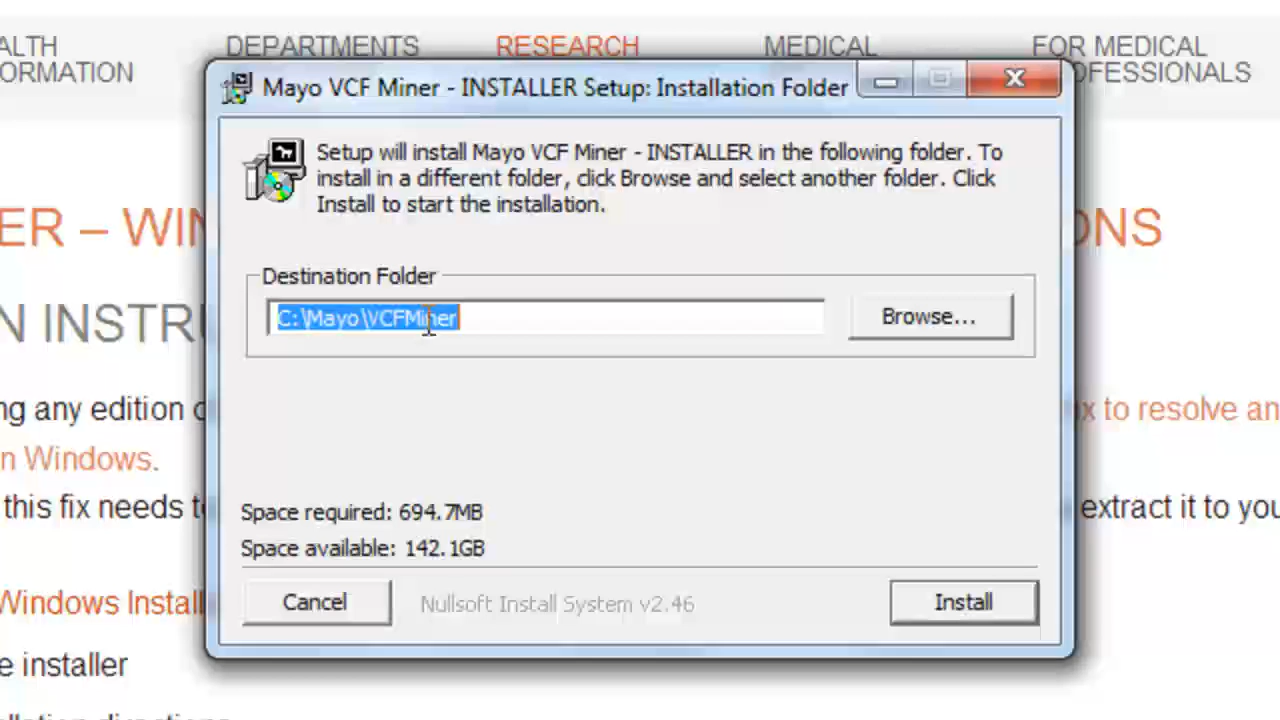 ALTH
ORMATION
DEPARTMENTS
RESEARCH
MEDICAL
FOR MEDICAL
OFESSIONALS
Mayo VCF Miner - INSTALLER Setup: Installation Folder
Setup will install Mayo VCF Miner - INSTALLER in the following folder. To
install in a different folder, click Browse and select another folder. Click
Install to start the installation.
ER – WIN
ONS
Destination Folder
C:\Mayo\VCFMiner
Browse...
N INSTRU
ng any edition o
x to resolve an
n Windows.
this fix needs to
extract it to you
Space required: 694.7MB
Space available: 142.1GB
Cancel
Nullsoft Install System v2.46
Install
Windows Install
e installer
llation directions